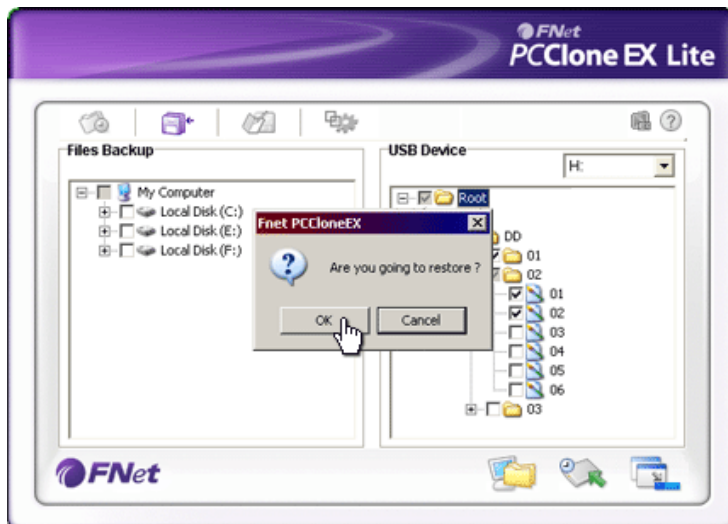 FNet
PCClone EX Lite
Files Backup
USB Device
H:
My Computer
Local Disk (C:)
Local Disk (E:)
Local Disk (F:)
Root
DD
01
02
01
02
03
04
05
06
03
Fnet PCCloneEX
Are you going to restore ?
OK
Cancel
FNet